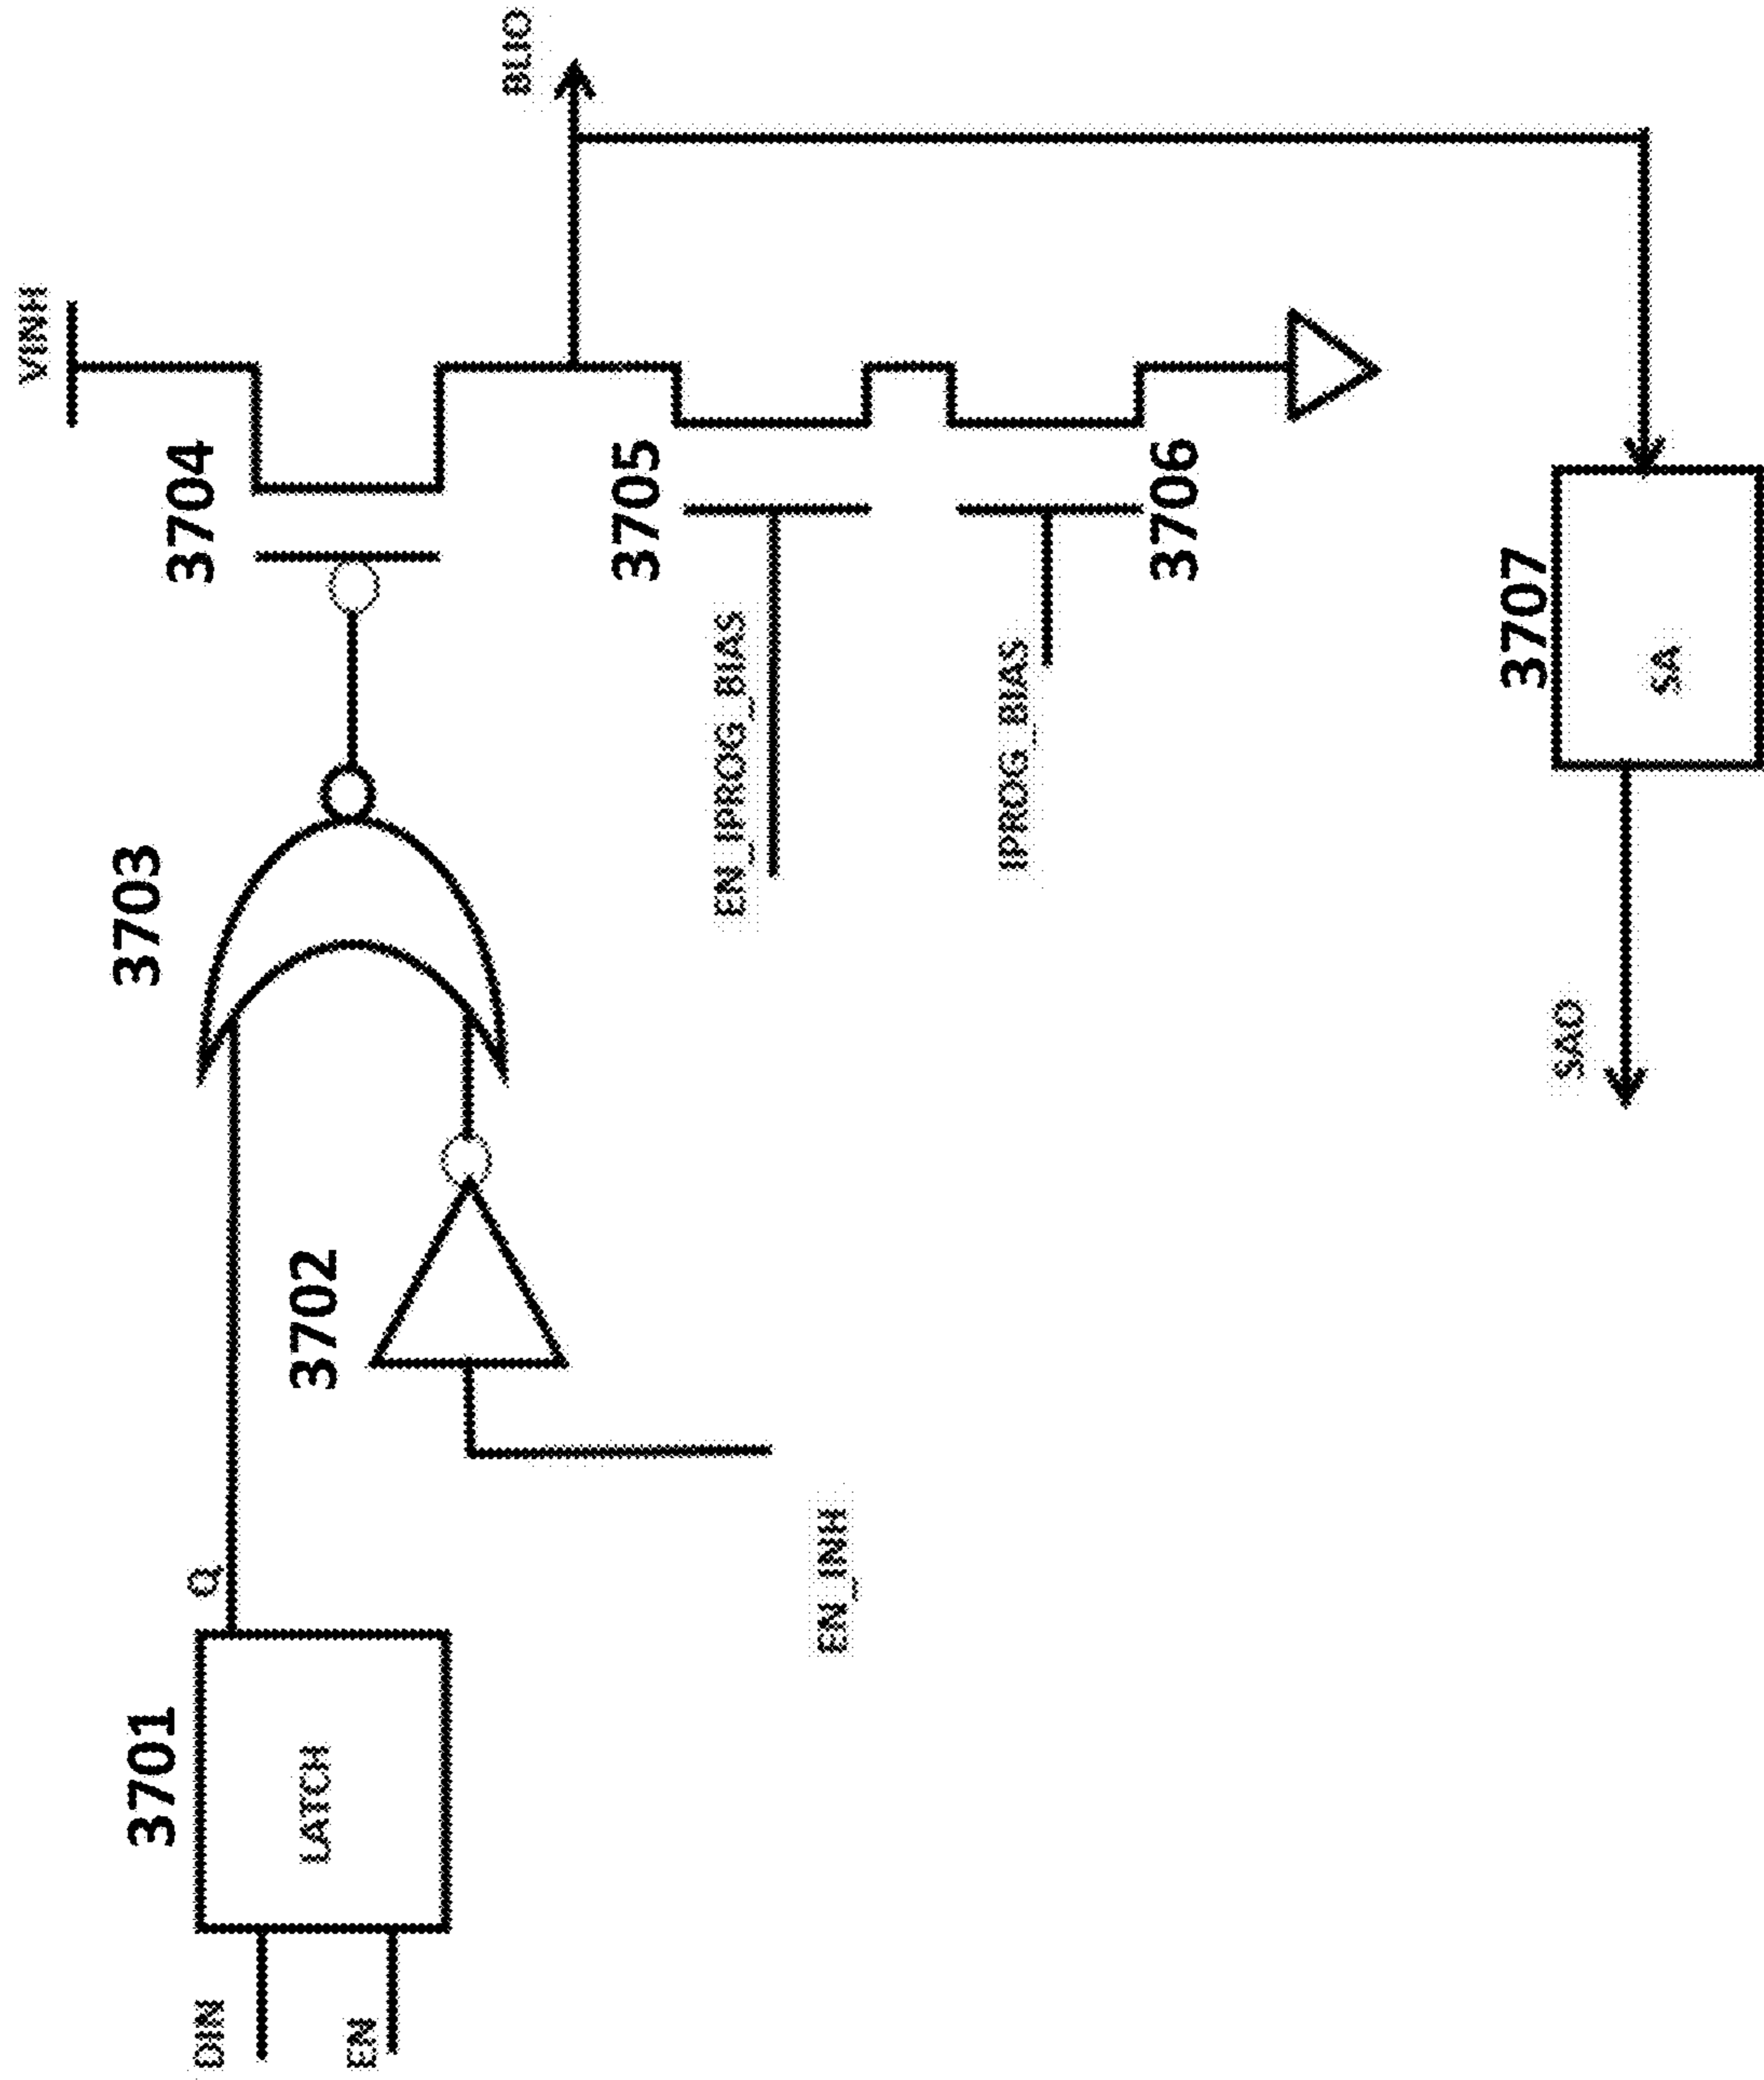 VINH
BLIO
3704
3703
3702
Q
3701
LATCH
DIN
EN
EN_INH
3705
EN_IPROG_BIAS
IPROG_BIAS
3706
3707
SA
SAO